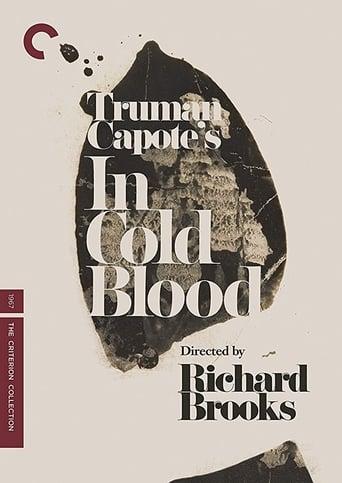 Truman
Capote's
In
Cold
Blood
Directed by
Richard
Brooks
1967
THE CRITERION COLLECTION